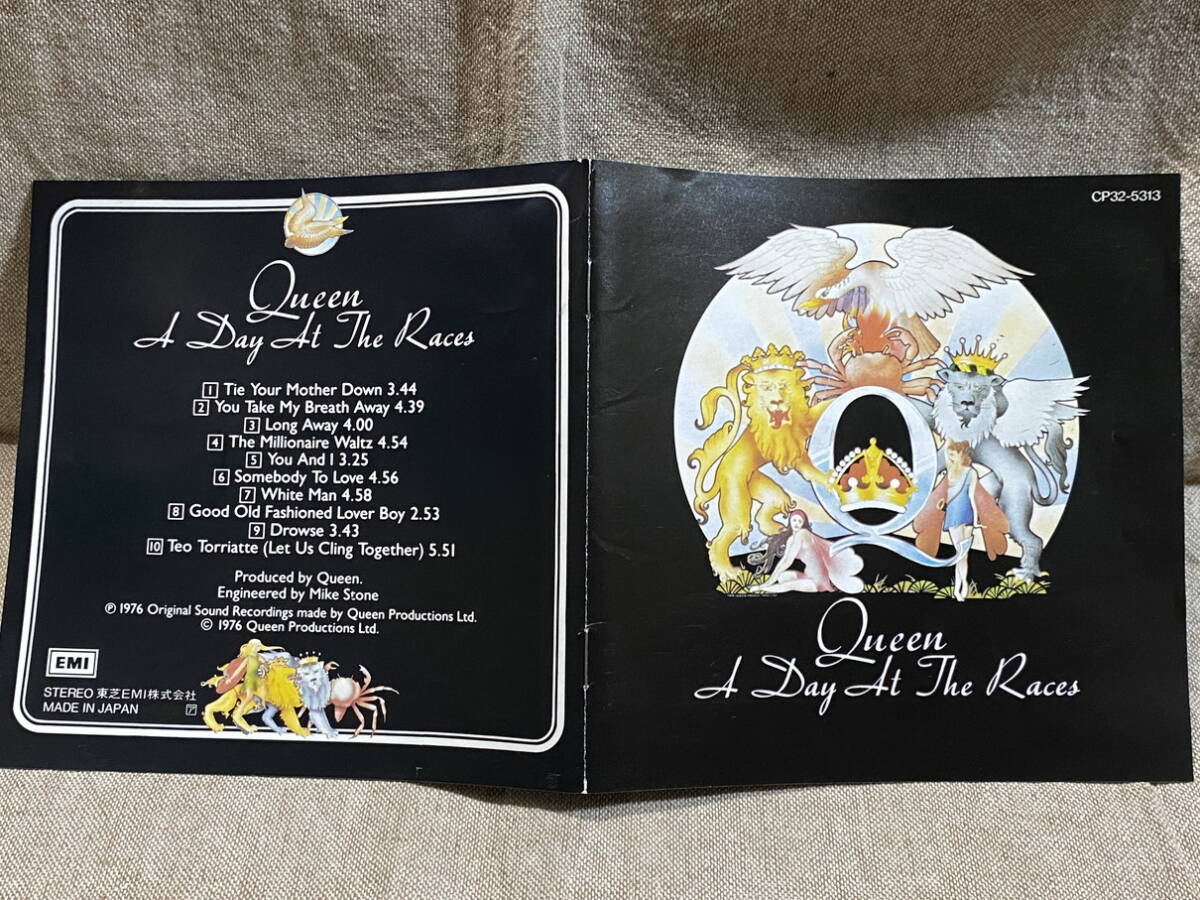 Queen
A Day At The Races
1 Tie Your Mother Down 3.44
2 You Take My Breath Away 4.39
3 Long Away 4.00
4 The Millionaire Waltz 4.54
5 You And I 3.25
6 Somebody To Love 4.56
7 White Man 4.58
8 Good Old Fashioned Lover Boy 2.53
9 Drowse 3.43
10 Teo Torriatte (Let Us Cling Together) 5.51
Produced by Queen.
Engineered by Mike Stone
℗ 1976 Original Sound Recordings made by Queen Productions Ltd.
© 1976 Queen Productions Ltd.
EMI
STEREO 東芝EMI株式会社
MADE IN JAPAN ア
CP32-5313
Q
Queen
A Day At The Races